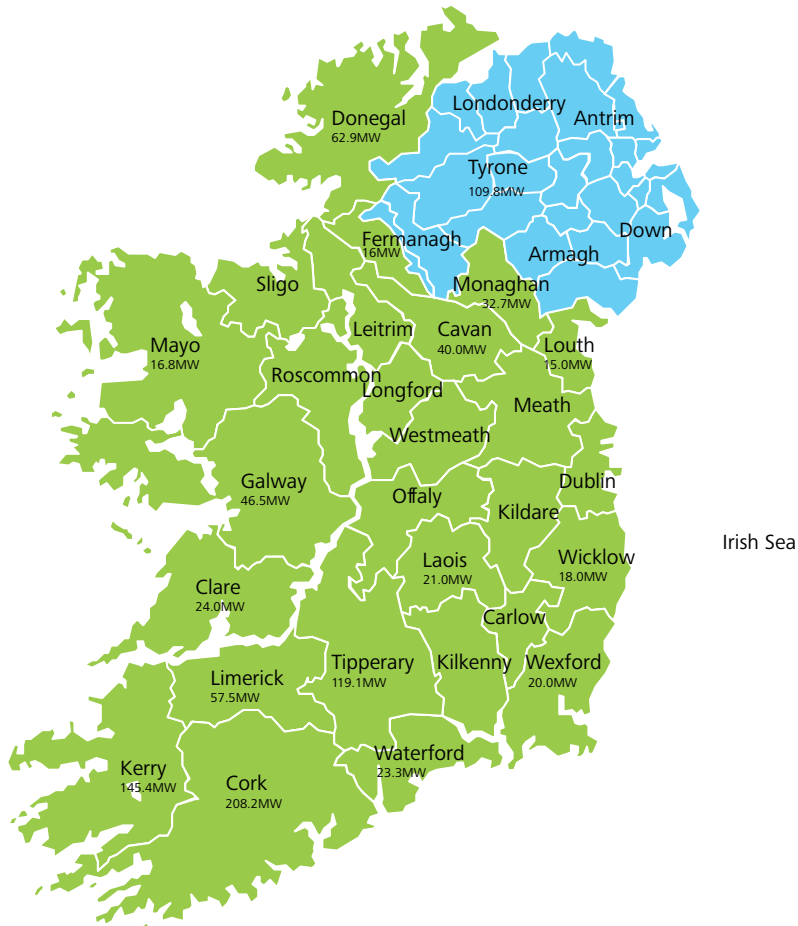 Londonderry
Donegal
62.9MW
Antrim
Tyrone
109.8MW
Down
Fermanagh
16MW
Armagh
Sligo
Monaghan
32.7MW
Leitrim
Cavan
40.0MW
Mayo
16.8MW
Louth
15.0MW
Roscommon
Longford
Meath
Westmeath
Galway
46.5MW
Dublin
Offaly
Kildare
Irish Sea
Laois
21.0MW
Wicklow
18.0MW
Clare
24.0MW
Carlow
Tipperary
119.1MW
Kilkenny
Wexford
20.0MW
Limerick
57.5MW
Waterford
23.3MW
Kerry
145.4MW
Cork
208.2MW